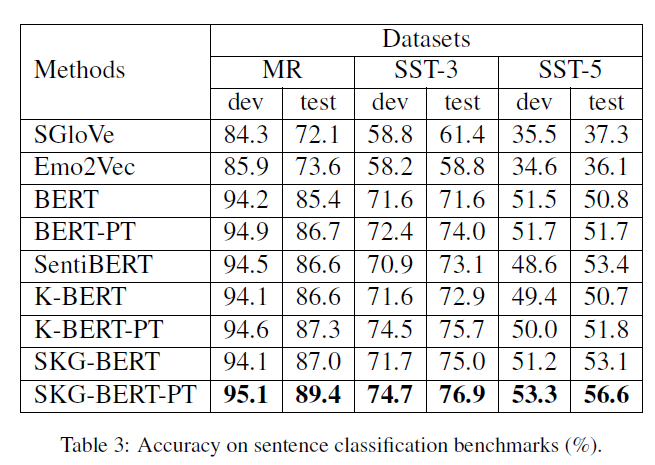 Methods Datasets
MR SST-3 SST-5
dev test dev test dev test
SGloVe 84.3 72.1 58.8 61.4 35.5 37.3
Emo2Vec 85.9 73.6 58.2 58.8 34.6 36.1
BERT 94.2 85.4 71.6 71.6 51.5 50.8
BERT-PT 94.9 86.7 72.4 74.0 51.7 51.7
SentiBERT 94.5 86.6 70.9 73.1 48.6 53.4
K-BERT 94.1 86.6 71.6 72.9 49.4 50.7
K-BERT-PT 94.6 87.3 74.5 75.7 50.0 51.8
SKG-BERT 94.1 87.0 71.7 75.0 51.2 53.1
SKG-BERT-PT 95.1 89.4 74.7 76.9 53.3 56.6
Table 3: Accuracy on sentence classification benchmarks (%).